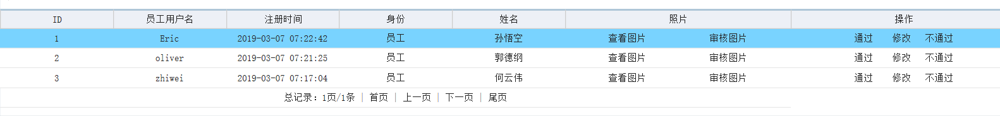 ID 员工用户名 注册时间 身份 姓名 照片 操作
1 Eric 2019-03-07 07:22:42 员工 孙悟空 查看图片 审核图片 通过 修改 不通过
2 oliver 2019-03-07 07:21:25 员工 郭德纲 查看图片 审核图片 通过 修改 不通过
3 zhiwei 2019-03-07 07:17:04 员工 何云伟 查看图片 审核图片 通过 修改 不通过
总记录：1页/1条 | 首页 | 上一页 | 下一页 | 尾页